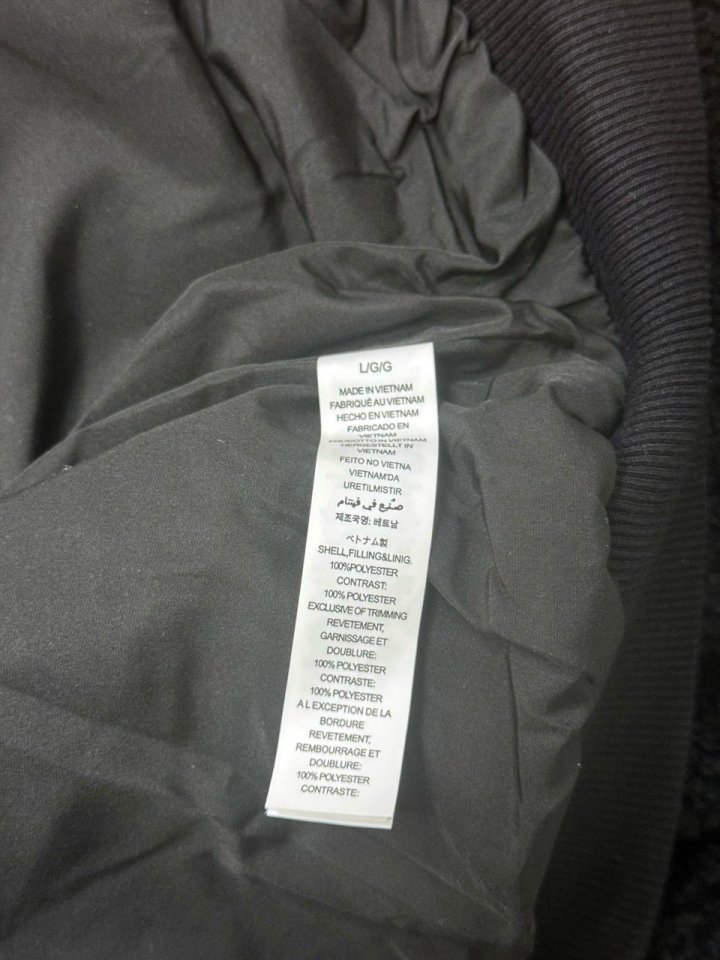 L/G/G
MADE IN VIETNAM
FABRIQUÉ AU VIETNAM
HECHO EN VIETNAM
FABRICADO EN
VIETNAM
PRODOTTO IN VIETNAM
HERGESTELLT IN
VIETNAM
FEITO NO VIETNA
VIETNAM'DA
URETILMISTIR
صنع في فيتنام
제조국명: 베트남
ベトナム製
SHELL,FILLING&LINIG.
100%POLYESTER
CONTRAST:
100% POLYESTER
EXCLUSIVE OF TRIMMING
REVETEMENT,
GARNISSAGE ET
DOUBLURE:
100% POLYESTER
CONTRASTE:
100% POLYESTER
A L EXCEPTION DE LA
BORDURE
REVETEMENT,
REMBOURRAGE ET
DOUBLURE:
100% POLYESTER
CONTRASTE: